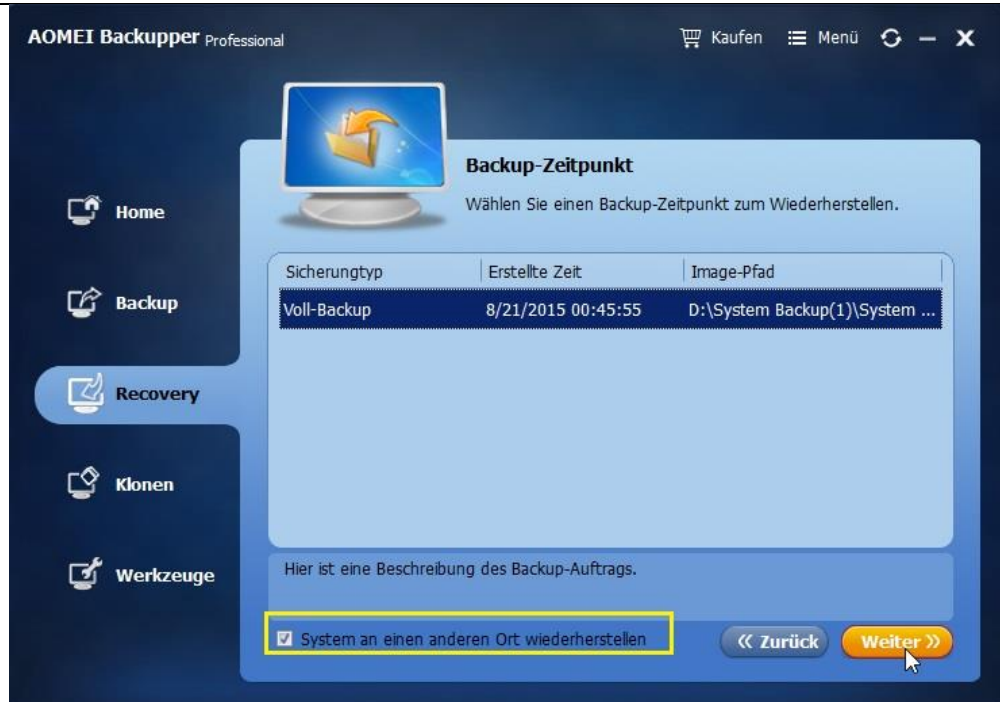 AOMEI Backupper Professional
Kaufen Menü
Backup-Zeitpunkt
Wählen Sie einen Backup-Zeitpunkt zum Wiederherstellen.
Home
Backup
Recovery
Klonen
Werkzeuge
Sicherungtyp Erstellte Zeit Image-Pfad
Voll-Backup 8/21/2015 00:45:55 D:\System Backup(1)\System ...
Hier ist eine Beschreibung des Backup-Auftrags.
System an einen anderen Ort wiederherstellen
Zurück Weiter